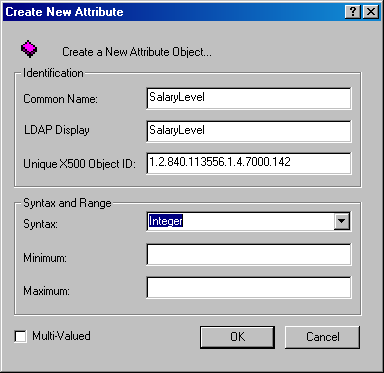 Create New Attribute
Create a New Attribute Object...
Identification
Common Name: SalaryLevel
LDAP Display SalaryLevel
Unique X500 Object ID: 1.2.840.113556.1.4.7000.142
Syntax and Range
Syntax: Integer
Minimum:
Maximum:
Multi-Valued OK Cancel